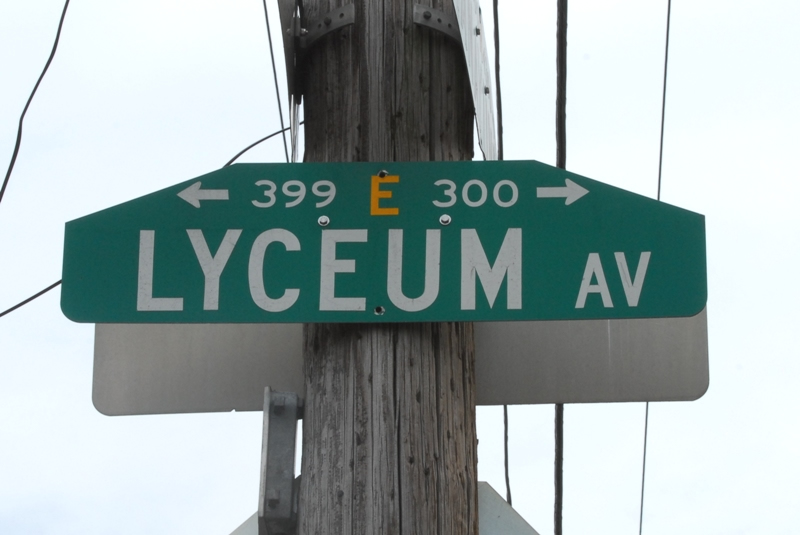 ← 399 E 300 →
LYCEUM AV